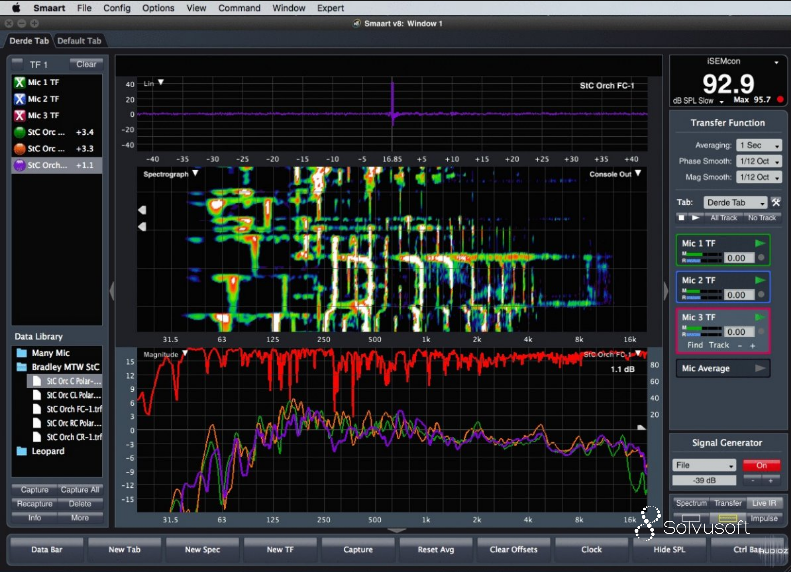 Smaart File Config Options View Command Window Expert
Smaart v8: Window 1
Derde Tab Default Tab
TF 1 Clear
Mic 1 TF
Mic 2 TF
Mic 3 TF
StC Orc ... +3.4
StC Orc ... +3.3
StC Orch... +1.1
Data Library
Many Mic
Bradley MTW StC
StC Orc C Polar-...
StC Orc CL Polar...
StC Orch FC-1.trf
StC Orc RC Polar...
StC Orch CR-1.trf
Leopard
Capture Capture All
Recapture Delete
Info More
Lin StC Orch FC-1
40
20
0
-20
-40
-40 -35 -30 -25 -20 -15 -10 -5 16.85 +5 +10 +15 +20 +25 +30 +35 +40
Spectrograph Console Out
31.5 63 125 250 500 1k 2k 4k 8k 16k
Magnitude StC Orch FC-1
1.1 dB
15
12
9
6
3
0
-3
-6
-9
-12
-15
80
60
40
20
31.5 63 125 250 500 1k 2k 4k 8k 16k
iSEMcon
92.9
dB SPL Slow Max 95.7
Transfer Function
Averaging: 1 Sec
Phase Smooth: 1/12 Oct
Mag Smooth: 1/12 Oct
Tab: Derde Tab
All Track No Track
Mic 1 TF
M
R 0.00
Mic 2 TF
M
R 0.00
Mic 3 TF
M
R 0.00
Find Track - +
Mic Average
Signal Generator
File On
-39 dB - +
Spectrum Transfer Live IR
Impulse
Solvusoft
Data Bar New Tab New Spec New TF Capture Reset Avg Clear Offsets Clock Hide SPL Ctrl Bar